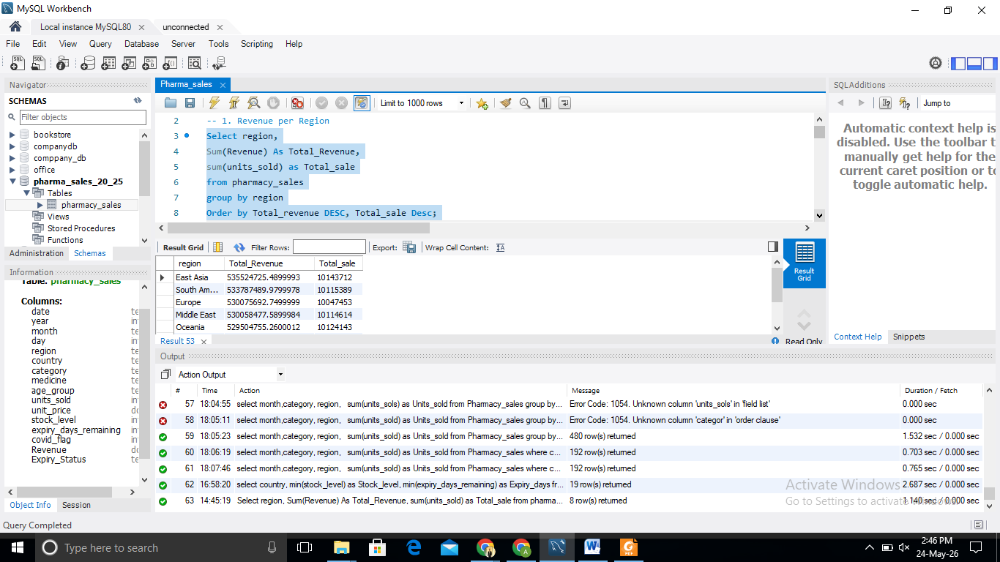 MySQL Workbench
Local instance MySQL80
unconnected
File Edit View Query Database Server Tools Scripting Help
Navigator
SCHEMAS
Filter objects
bookstore
companydb
comppany_db
office
pharma_sales_20_25
Tables
pharmacy_sales
Views
Stored Procedures
Functions
Administration Schemas
Information
Table: pharmacy_sales
Columns:
date te
year in
month te
day in
region te
country te
category te
medicine te
age_group te
units_sold in
unit_price do
stock_level in
expiry_days_remaining in
covid_flag in
Revenue do
Expiry_Status te
Object Info Session
Query Completed
Pharma_sales
Limit to 1000 rows
2 -- 1. Revenue per Region
3 Select region,
4 Sum(Revenue) As Total_Revenue,
5 sum(units_sold) as Total_sale
6 from pharmacy_sales
7 group by region
8 Order by Total_revenue DESC, Total_sale Desc;
Result Grid Filter Rows: Export: Wrap Cell Content:
region Total_Revenue Total_sale
East Asia 535524725.4899993 10143712
South Am... 533787489.9799978 10115389
Europe 530075692.7499999 10047453
Middle East 530058477.5899984 10114614
Oceania 529504755.2600012 10124143
Result 53
Result
Grid
Read Only
SQLAdditions
Jump to
Automatic context help is
disabled. Use the toolbar t
manually get help for the
current caret position or to
toggle automatic help.
Context Help Snippets
Output
Action Output
# Time Action Message Duration / Fetch
57 18:04:55 select month,category, region, sum(units_sols) as Units_sold from Pharmacy_sales group by... Error Code: 1054. Unknown column 'units_sols' in 'field list' 0.000 sec
58 18:05:11 select month,category, region, sum(units_sold) as Units_sold from Pharmacy_sales group by... Error Code: 1054. Unknown column 'categor' in 'order clause' 0.000 sec
59 18:05:23 select month,category, region, sum(units_sold) as Units_sold from Pharmacy_sales group by... 480 row(s) returned 1.532 sec / 0.000 sec
60 18:06:19 select month,category, region, sum(units_sold) as Units_sold from Pharmacy_sales where c... 192 row(s) returned 0.703 sec / 0.000 sec
61 18:07:46 select month,category, region, sum(units_sold) as Units_sold from Pharmacy_sales where c... 192 row(s) returned 0.765 sec / 0.000 sec
62 16:58:20 select country, min(stock_level) as Stock_level, min(expiry_days_remaining) as Expiry_days fr... 19 row(s) returned 2.687 sec / 0.000 sec
63 14:45:19 Select region, Sum(Revenue) As Total_Revenue, sum(units_sold) as Total_sale from pharma... 8 row(s) returned 1.140 sec / 0.000 sec
Activate Windows
Go to Settings to activate Windows.
Type here to search
2:46 PM
24-May-26